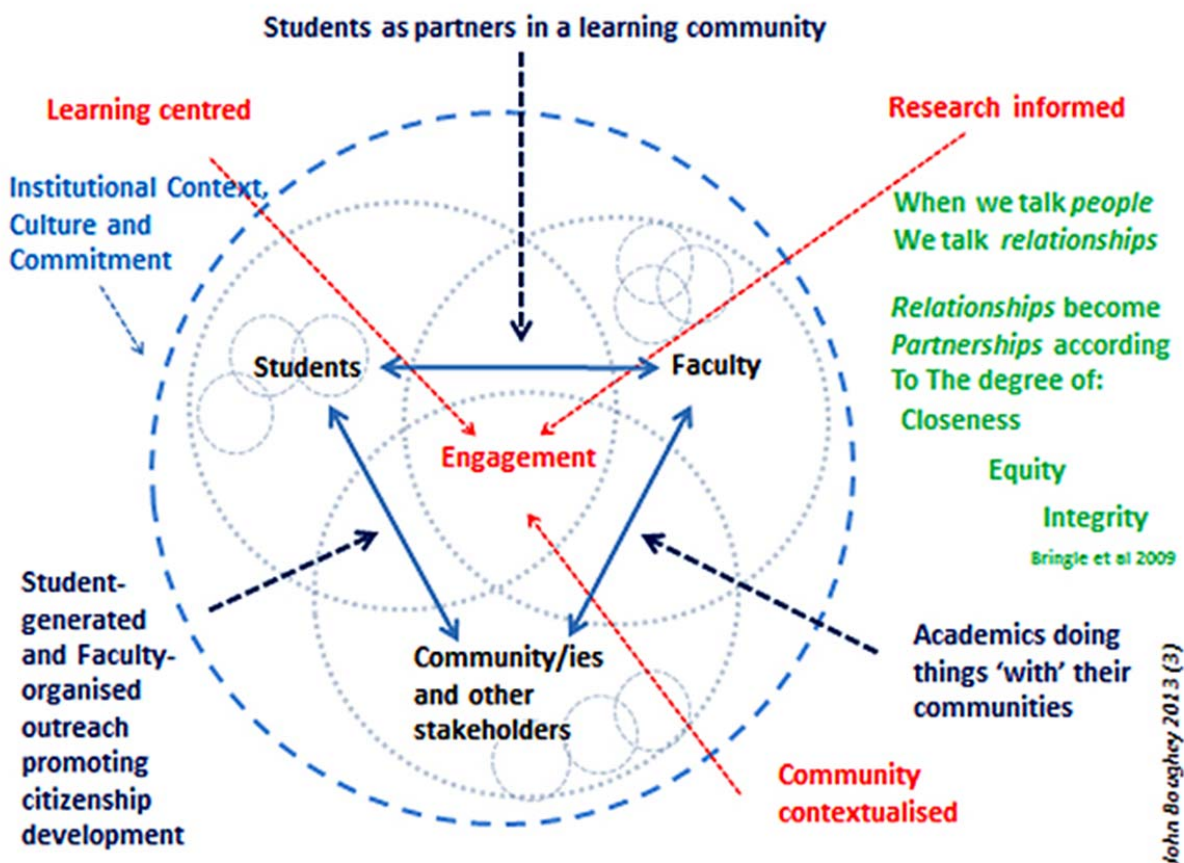 Students as partners in a learning community
Learning centred
Research informed
Institutional Context,
Culture and
Commitment
When we talk people
We talk relationships
Relationships become
Partnerships according
To The degree of:
Closeness
Equity
Integrity
Bringle et al 2009
Students
Faculty
Engagement
Community/ies
and other
stakeholders
Student-
generated
and Faculty-
organised
outreach
promoting
citizenship
development
Academics doing
things ‘with’ their
communities
Community
contextualised
John Boughey 2013 (3)